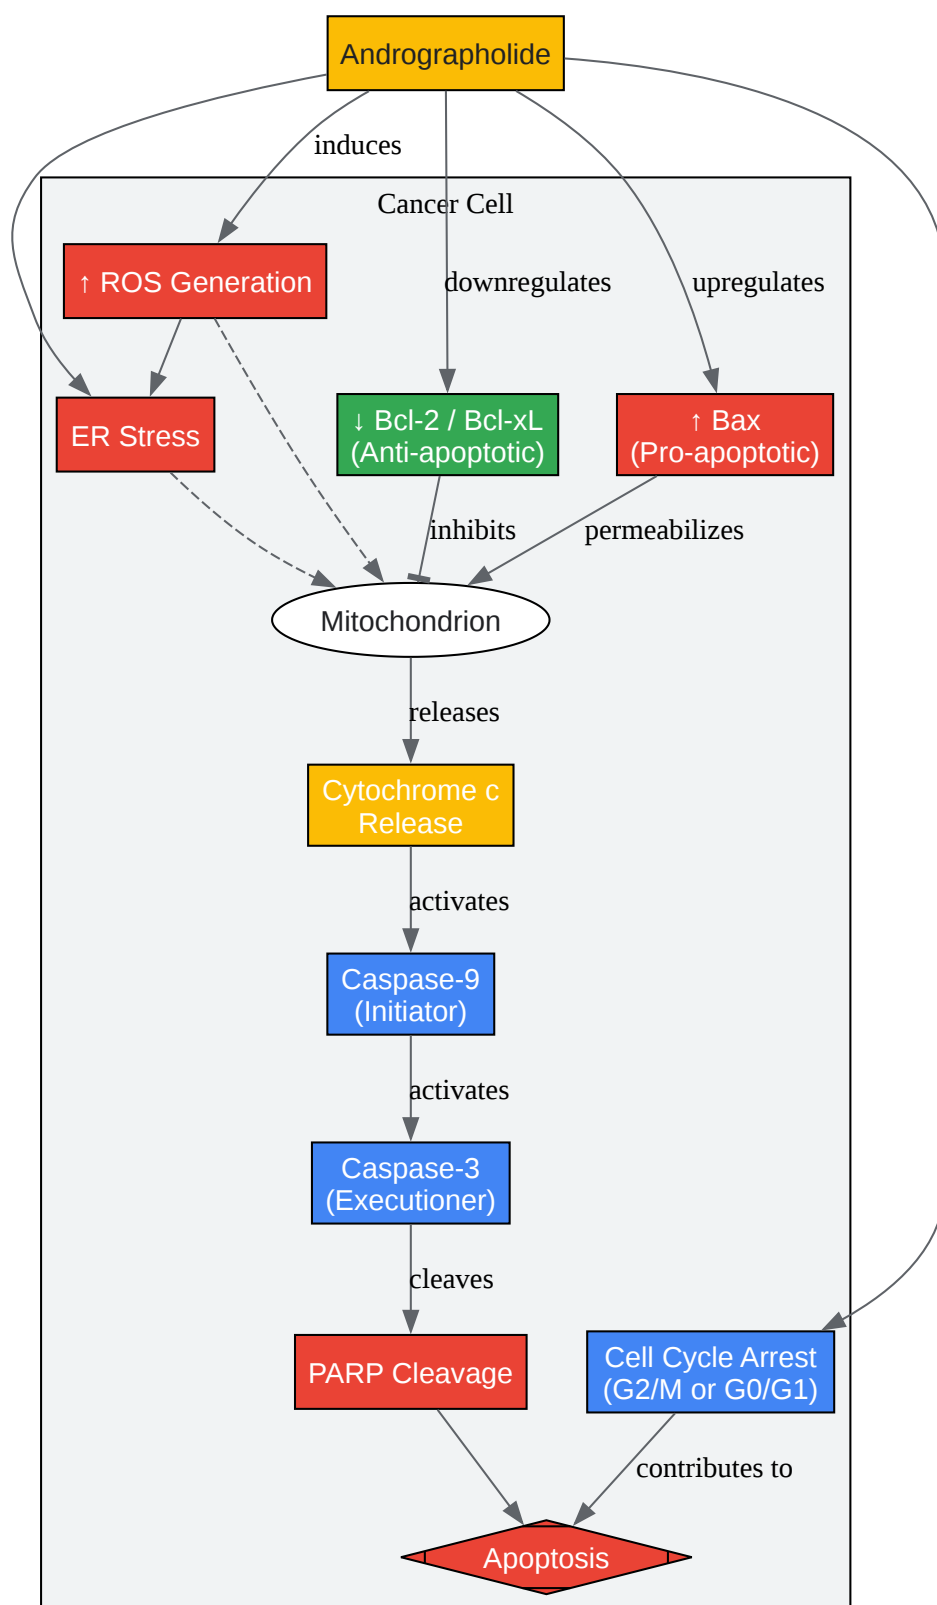 Andrographolide
induces
Cancer Cell
↑ ROS Generation
downregulates
upregulates
ER Stress
↓ Bcl-2 / Bcl-xL
(Anti-apoptotic)
↑ Bax
(Pro-apoptotic)
inhibits
permeabilizes
Mitochondrion
releases
Cytochrome c
Release
activates
Caspase-9
(Initiator)
activates
Caspase-3
(Executioner)
cleaves
PARP Cleavage
Cell Cycle Arrest
(G2/M or G0/G1)
contributes to
Apoptosis